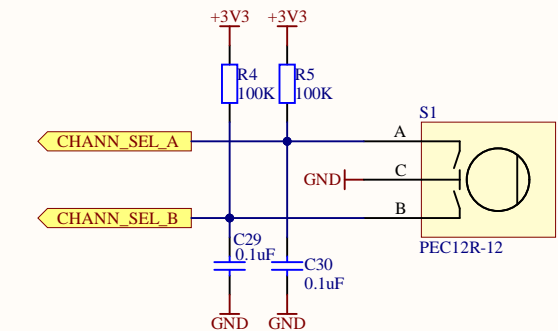 +3V3 +3V3
R4 R5
100K 100K
S1
CHANN_SEL_A A
GND C
CHANN_SEL_B B
C29
0.1uF
PEC12R-12
C30
0.1uF
GND GND